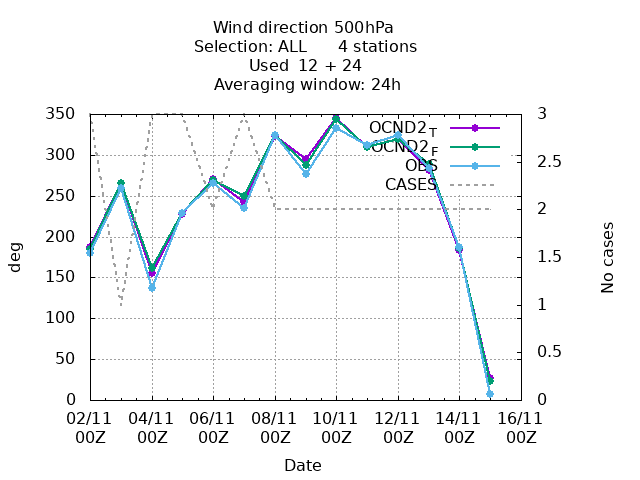 Wind direction 500hPa
Selection: ALL 4 stations
Used 12 + 24
Averaging window: 24h
OCND2 T
OCND2 F
OBS
CASES
350
300
250
200
150
100
50
0
3
2.5
2
1.5
1
0.5
0
deg
No cases
02/11 04/11 06/11 08/11 10/11 12/11 14/11 16/11
00Z 00Z 00Z 00Z 00Z 00Z 00Z 00Z
Date